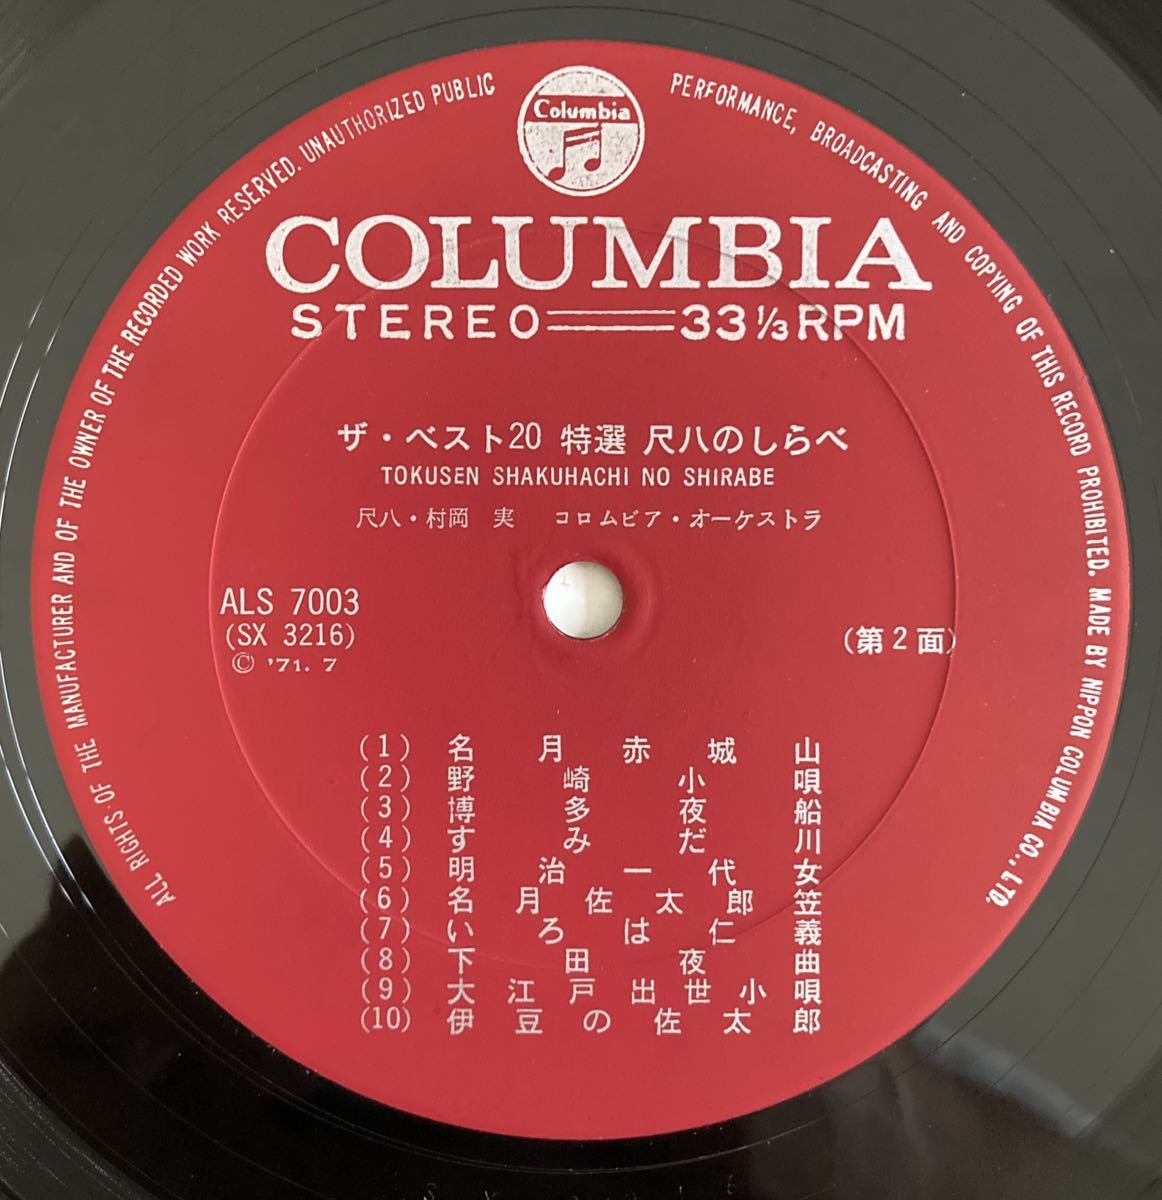 ALL RIGHTS OF THE MANUFACTURER AND OF THE OWNER OF THE RECORDED WORK RESERVED. UNAUTHORIZED PUBLIC PERFORMANCE, BROADCASTING AND COPYING OF THIS RECORD PROHIBITED. MADE BY NIPPON COLUMBIA CO., LTD.
Columbia
COLUMBIA
STEREO 33 1/3 RPM
ザ・ベスト20 特選 尺八のしらべ
TOKUSEN SHAKUHACHI NO SHIRABE
尺八・村岡 実 コロムビア・オーケストラ
ALS 7003
(SX 3216)
© '71. 7
(第2面)
(1) 名月赤城山
(2) 野崎小唄
(3) 博多夜船
(4) すみだ川
(5) 明治一代女
(6) 名月佐太郎笠
(7) いろは仁義
(8) 下田夜曲
(9) 大江戸出世小唄
(10) 伊豆の佐太郎